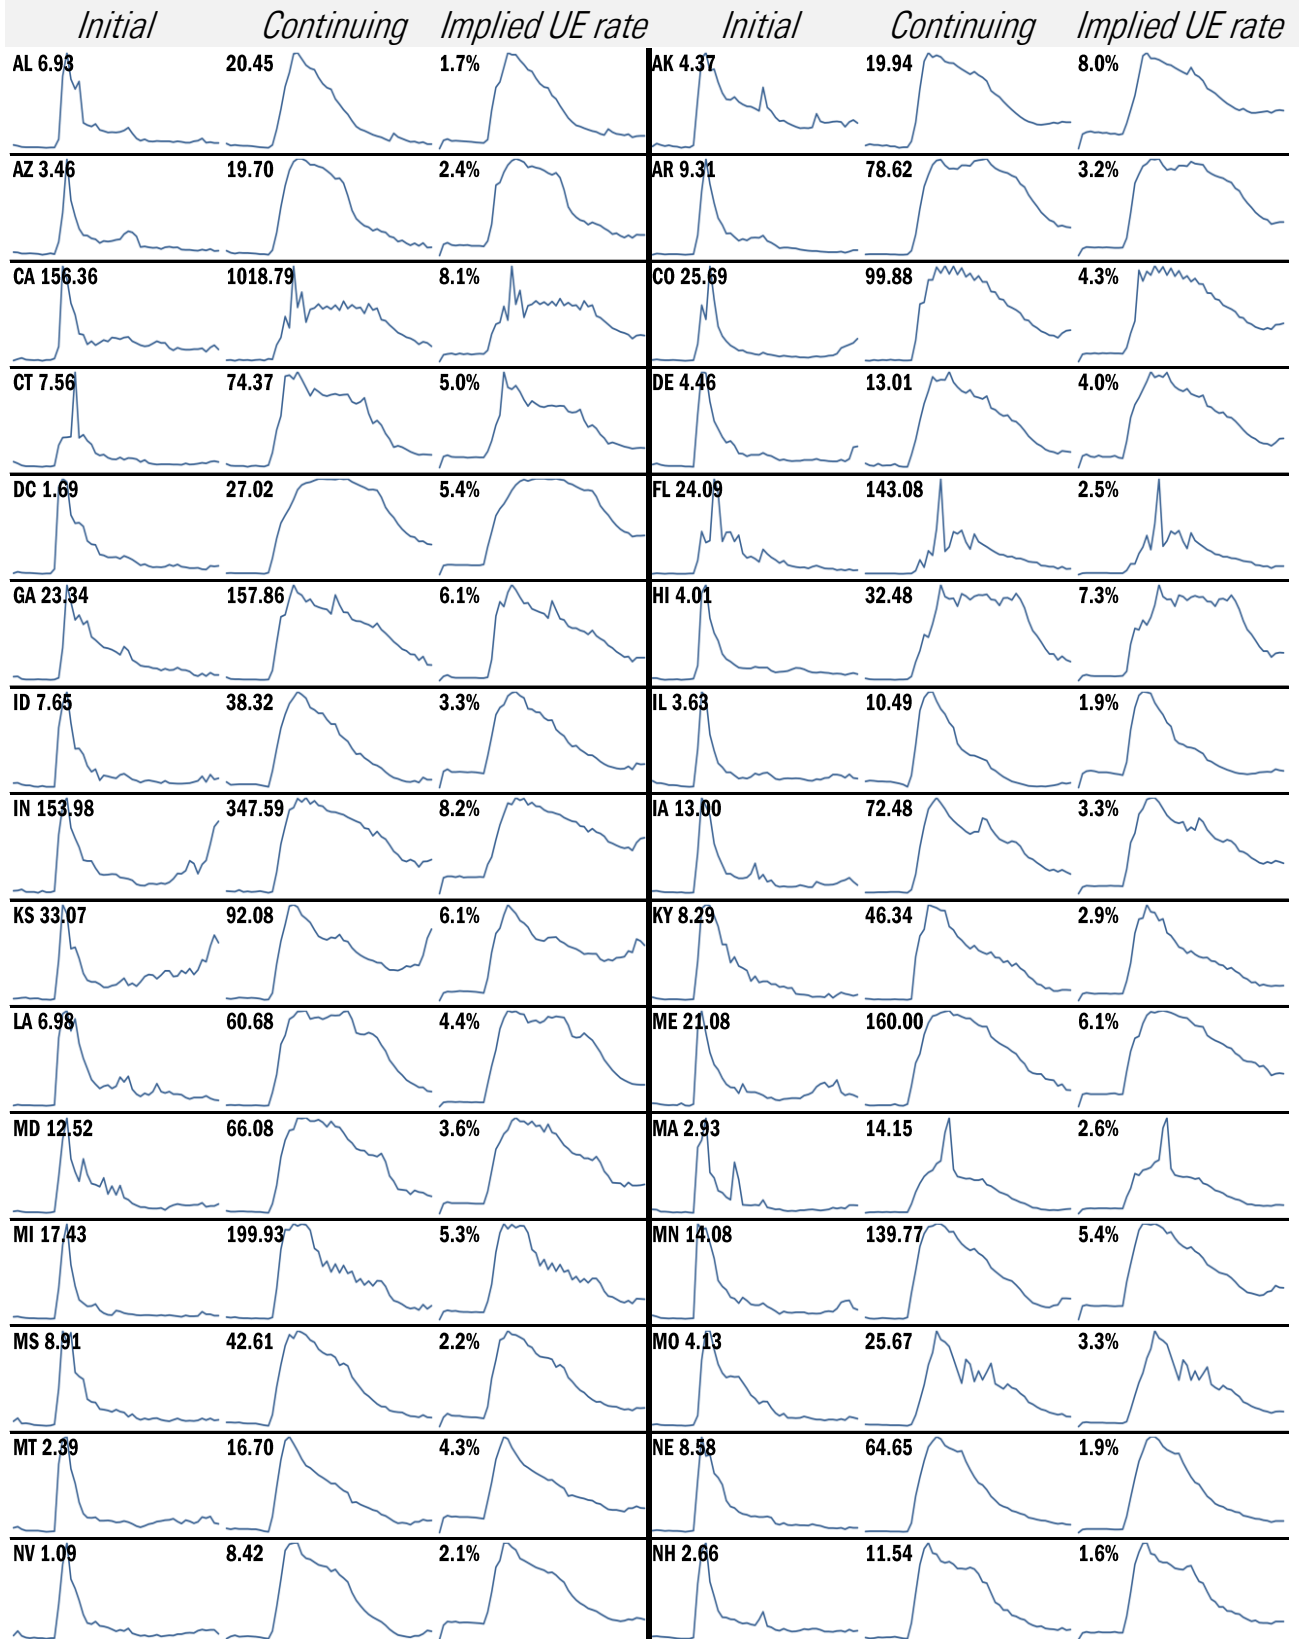 Initial Continuing Implied UE rate Initial Continuing Implied UE rate
AL 6.93 20.45 1.7% AK 4.37 19.94 8.0%
AZ 3.46 19.70 2.4% AR 9.31 78.62 3.2%
CA 156.36 1018.79 8.1% CO 25.69 99.88 4.3%
CT 7.56 74.37 5.0% DE 4.46 13.01 4.0%
DC 1.69 27.02 5.4% FL 24.09 143.08 2.5%
GA 23.34 157.86 6.1% HI 4.01 32.48 7.3%
ID 7.65 38.32 3.3% IL 3.63 10.49 1.9%
IN 153.98 347.59 8.2% IA 13.00 72.48 3.3%
KS 33.07 92.08 6.1% KY 8.29 46.34 2.9%
LA 6.98 60.68 4.4% ME 21.08 160.00 6.1%
MD 12.52 66.08 3.6% MA 2.93 14.15 2.6%
MI 17.43 199.93 5.3% MN 14.08 139.77 5.4%
MS 8.91 42.61 2.2% MO 4.13 25.67 3.3%
MT 2.39 16.70 4.3% NE 8.58 64.65 1.9%
NV 1.09 8.42 2.1% NH 2.66 11.54 1.6%